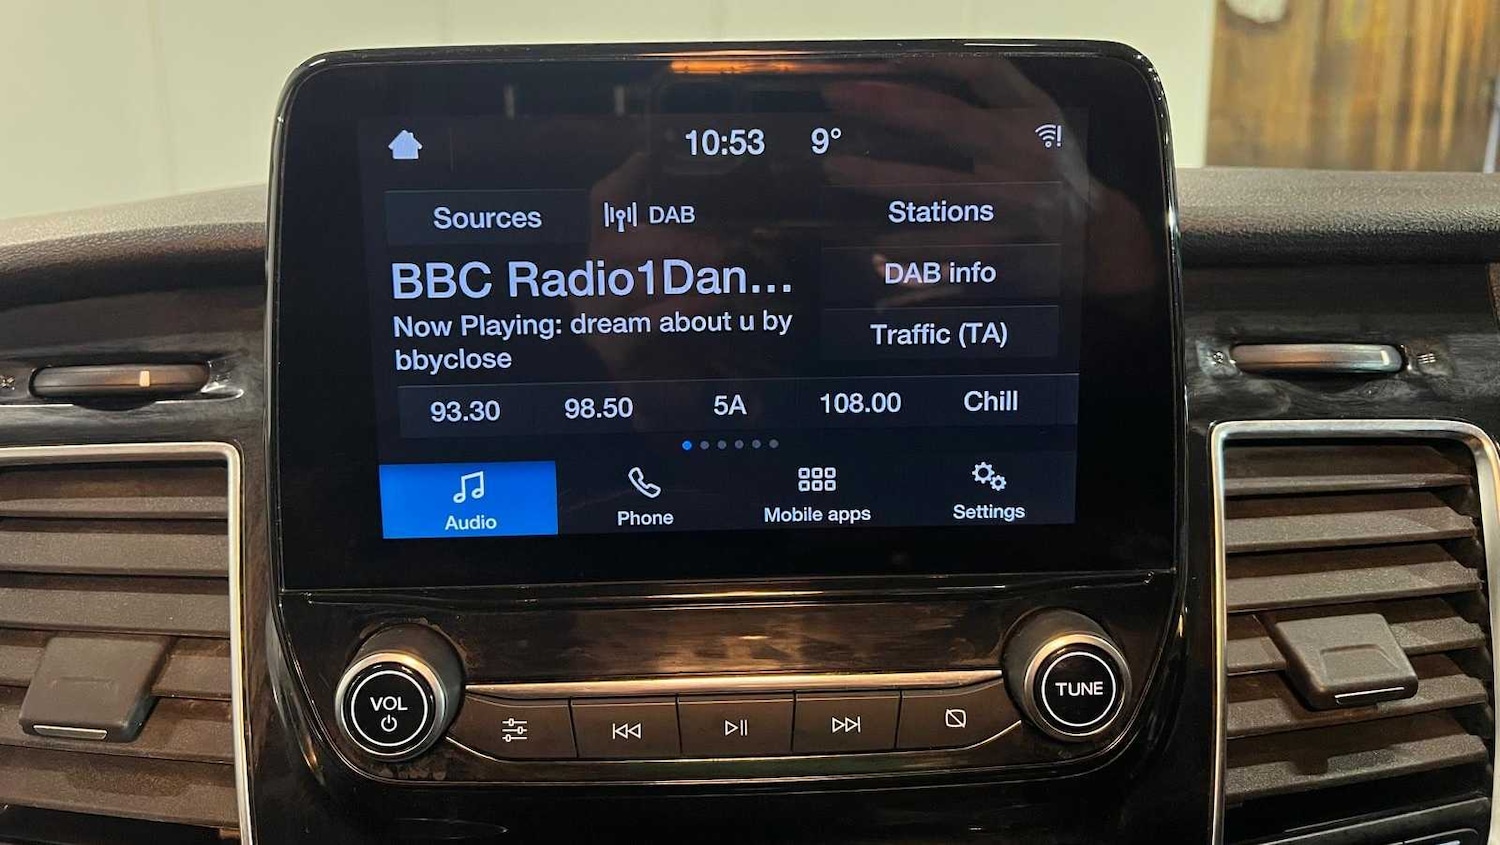 10:53 9°
Sources DAB Stations
BBC Radio1Dan...
DAB info
Now Playing: dream about u by
bbyclose
Traffic (TA)
93.30 98.50 5A 108.00 Chill
Audio Phone Mobile apps Settings
VOL
TUNE